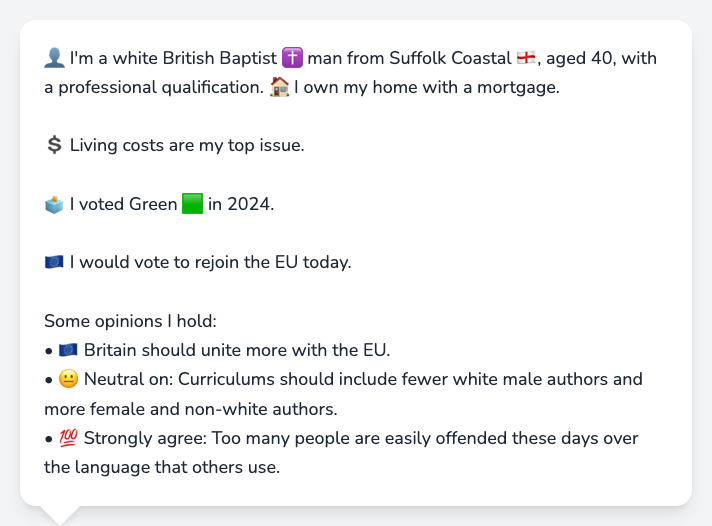 👤 I'm a white British Baptist ✝️ man from Suffolk Coastal 🏴󠁧󠁢󠁥󠁮󠁧󠁿, aged 40, with
a professional qualification. 🏠 I own my home with a mortgage.
💲 Living costs are my top issue.
🗳️ I voted Green 🟩 in 2024.
🇪🇺 I would vote to rejoin the EU today.
Some opinions I hold:
• 🇪🇺 Britain should unite more with the EU.
• 😐 Neutral on: Curriculums should include fewer white male authors and
more female and non-white authors.
• 💯 Strongly agree: Too many people are easily offended these days over
the language that others use.